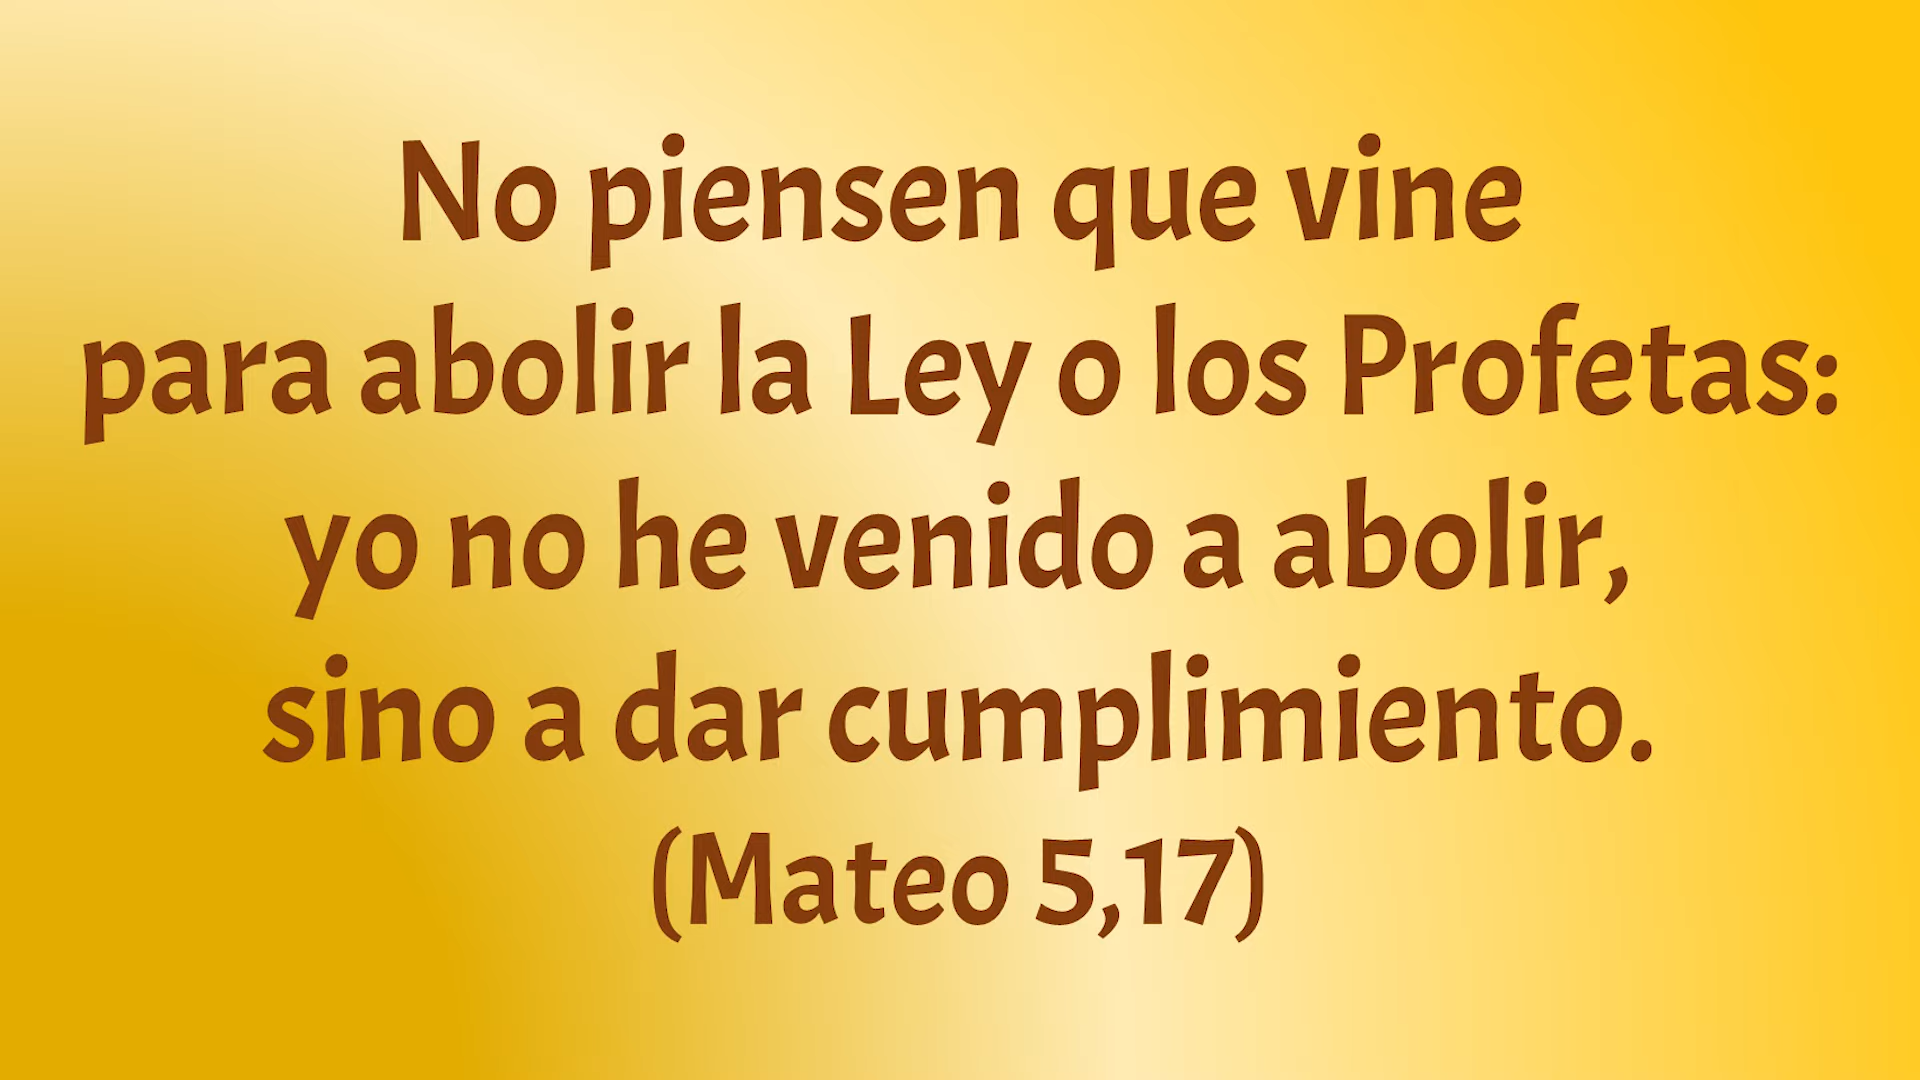 No piensen que vine
para abolir la Ley o los Profetas:
yo no he venido a abolir,
sino a dar cumplimiento.
(Mateo 5,17)